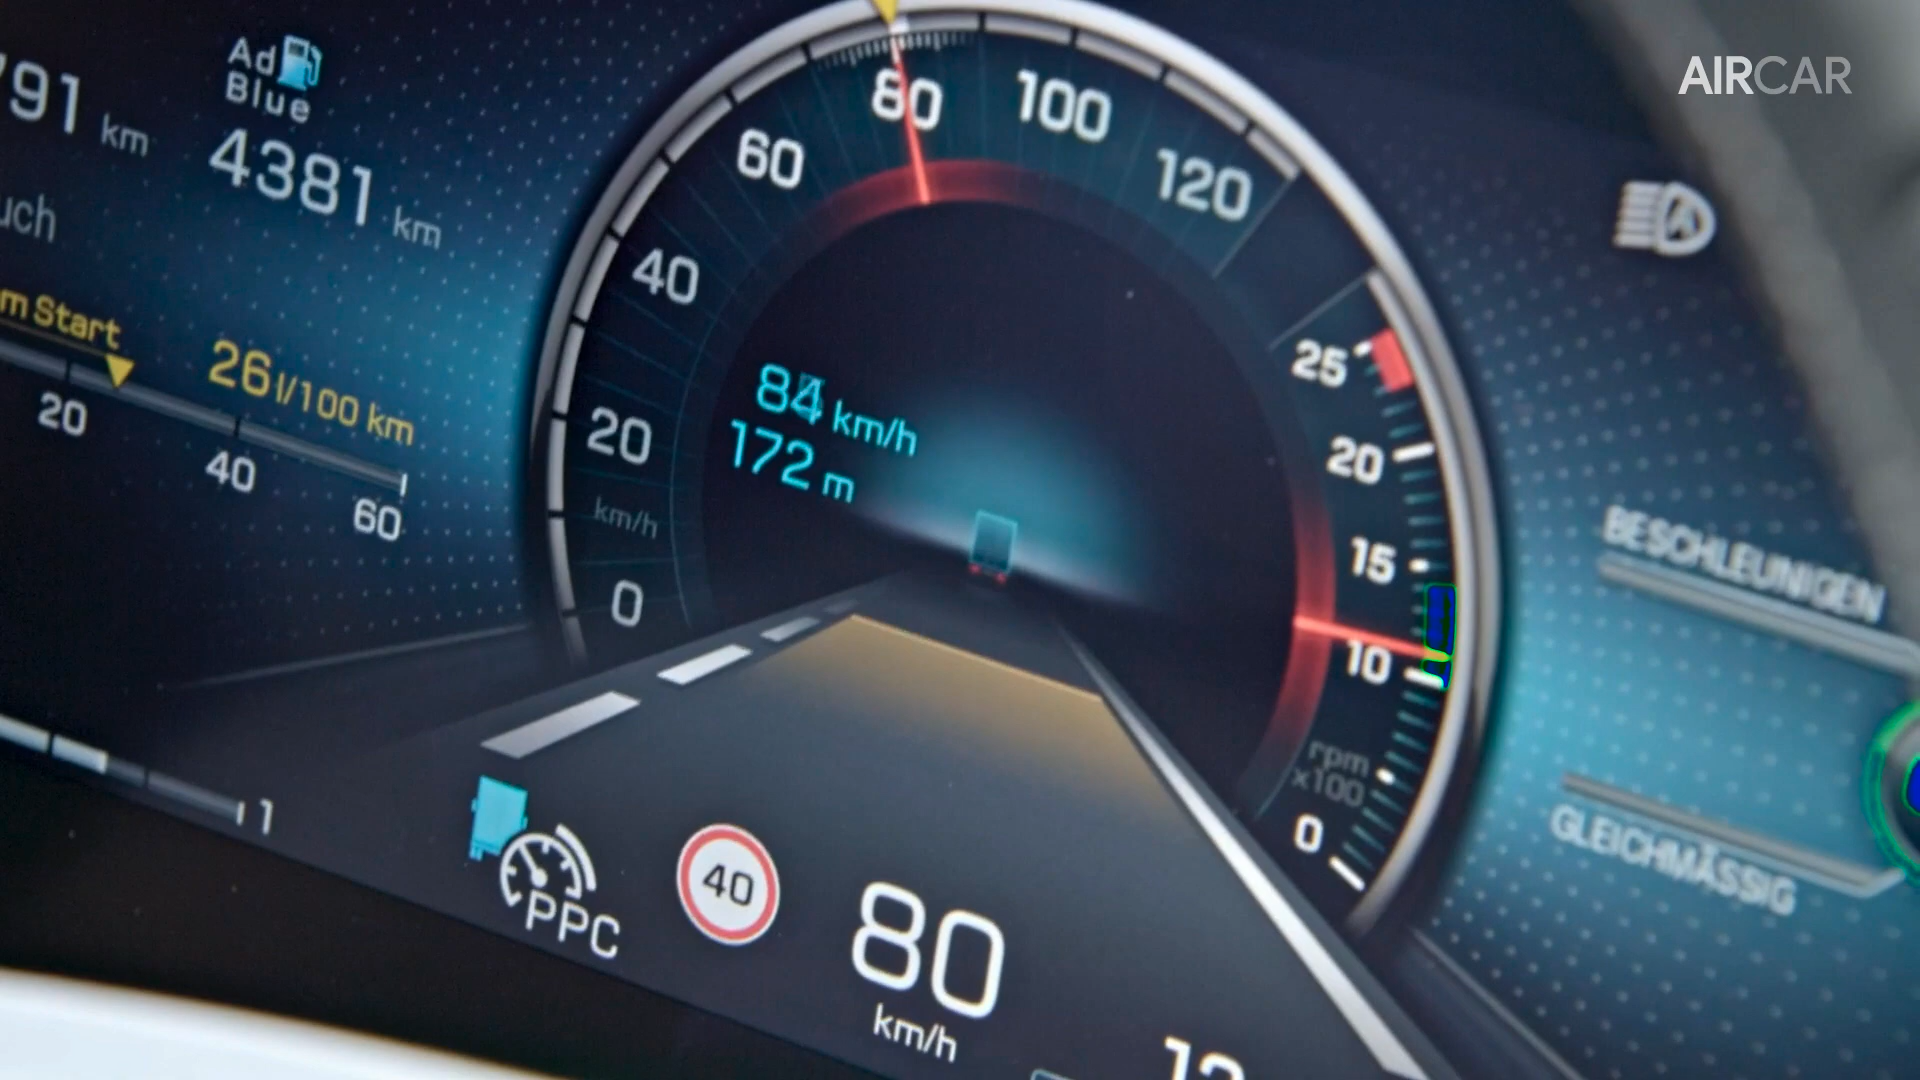 AIRCAR
791 km
Ad
Blue
4381 km
uch
m Start
26 l/100 km
20
40
60
1
0
20
40
60
80
100
120
km/h
84 km/h
172 m
25
20
15
10
0
rpm
x100
BESCHLEUNIGEN
GLEICHMÄSSIG
PPC
40
80
km/h